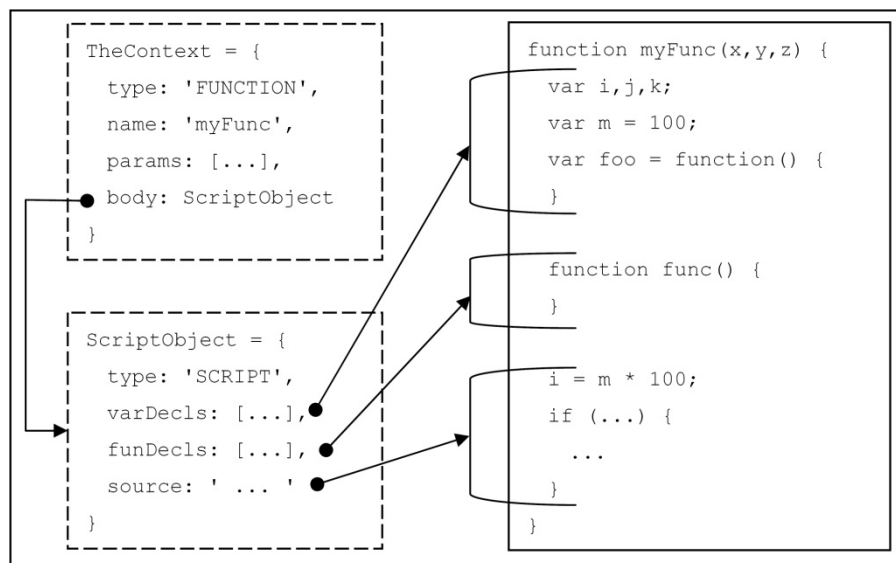 TheContext = {
type: 'FUNCTION',
name: 'myFunc',
params: [...],
body: ScriptObject
}
ScriptObject = {
type: 'SCRIPT',
varDecls: [...],
funDecls: [...],
source: ' ... '
}
function myFunc(x,y,z) {
var i,j,k;
var m = 100;
var foo = function() {
}
function func() {
}
i = m * 100;
if (...) {
...
}
}